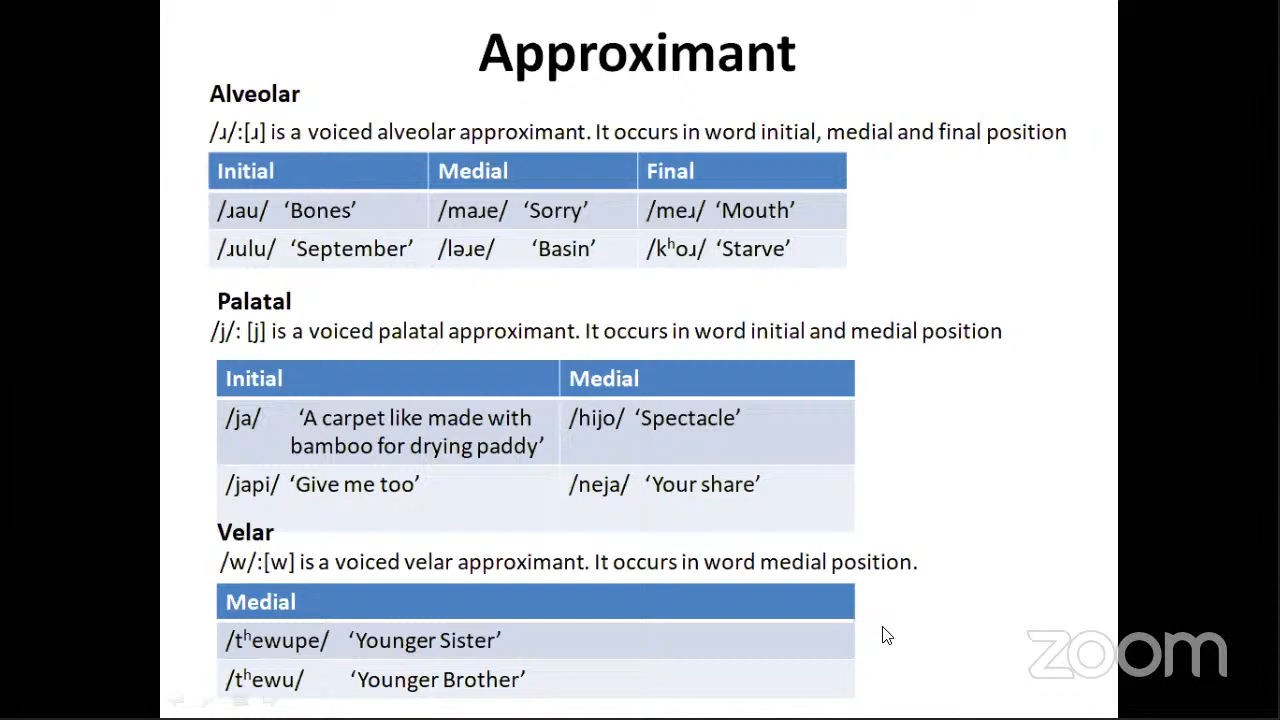 Approximant
Alveolar
/ɹ/:[ɹ] is a voiced alveolar approximant. It occurs in word initial, medial and final position
Initial Medial Final
/ɹau/ ‘Bones’ /maɹe/ ‘Sorry’ /meɹ/ ‘Mouth’
/ɹulu/ ‘September’ /ləɹe/ ‘Basin’ /kʰoɹ/ ‘Starve’
Palatal
/j/: [j] is a voiced palatal approximant. It occurs in word initial and medial position
Initial Medial
/ja/ ‘A carpet like made with /hijo/ ‘Spectacle’
bamboo for drying paddy’
/japi/ ‘Give me too’ /neja/ ‘Your share’
Velar
/w/:[w] is a voiced velar approximant. It occurs in word medial position.
Medial
/tʰewupe/ ‘Younger Sister’
/tʰewu/ ‘Younger Brother’
zoom